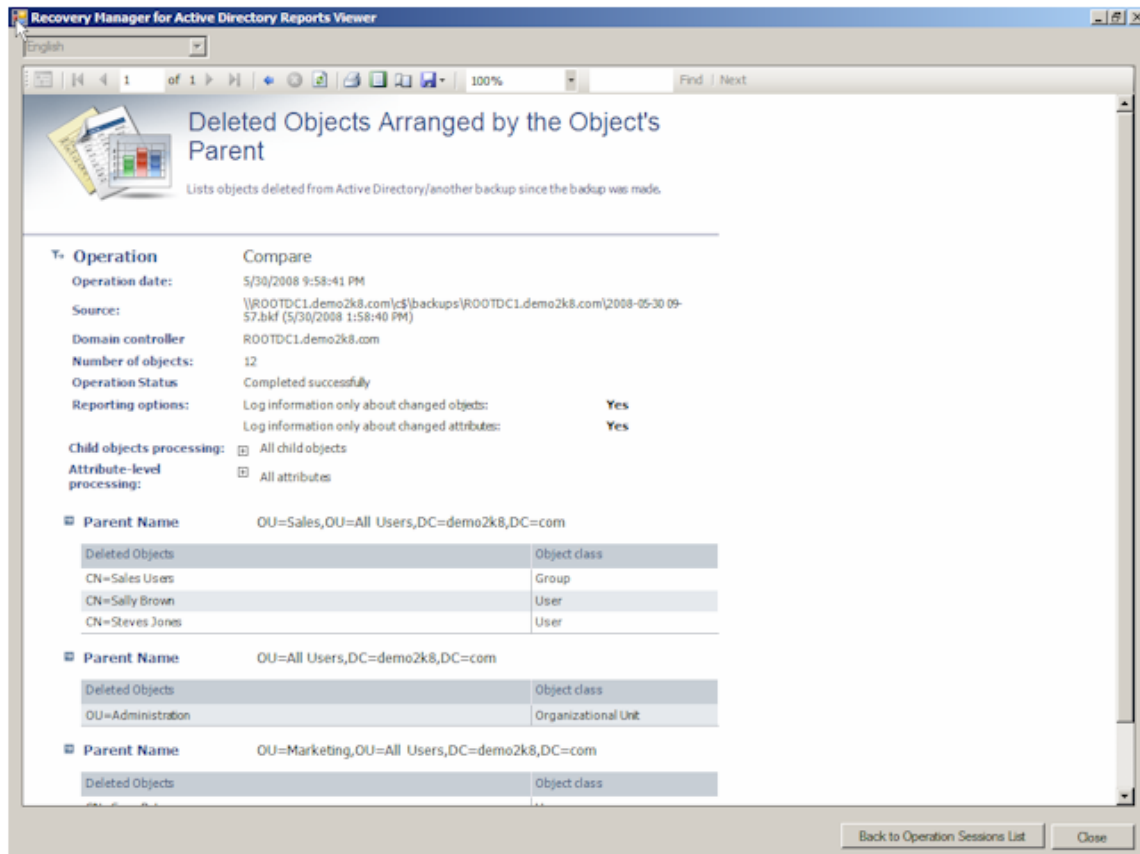 Recovery Manager for Active Directory Reports Viewer
English
1 of 1 100% Find | Next
Deleted Objects Arranged by the Object's
Parent
Lists objects deleted from Active Directory/another backup since the backup was made.
Operation Compare
Operation date: 5/30/2008 9:58:41 PM
Source: \\ROOTDC1.demo2k8.com\c$\backups\ROOTDC1.demo2k8.com\2008-05-30 09-
57.bkf (5/30/2008 1:58:40 PM)
Domain controller ROOTDC1.demo2k8.com
Number of objects: 12
Operation Status Completed successfully
Reporting options: Log information only about changed objects: Yes
Log information only about changed attributes: Yes
Child objects processing: All child objects
Attribute-level
processing: All attributes
Parent Name OU=Sales,OU=All Users,DC=demo2k8,DC=com
Deleted Objects Object class
CN=Sales Users Group
CN=Sally Brown User
CN=Steves Jones User
Parent Name OU=All Users,DC=demo2k8,DC=com
Deleted Objects Object class
OU=Administration Organizational Unit
Parent Name OU=Marketing,OU=All Users,DC=demo2k8,DC=com
Deleted Objects Object class
Back to Operation Sessions List Close